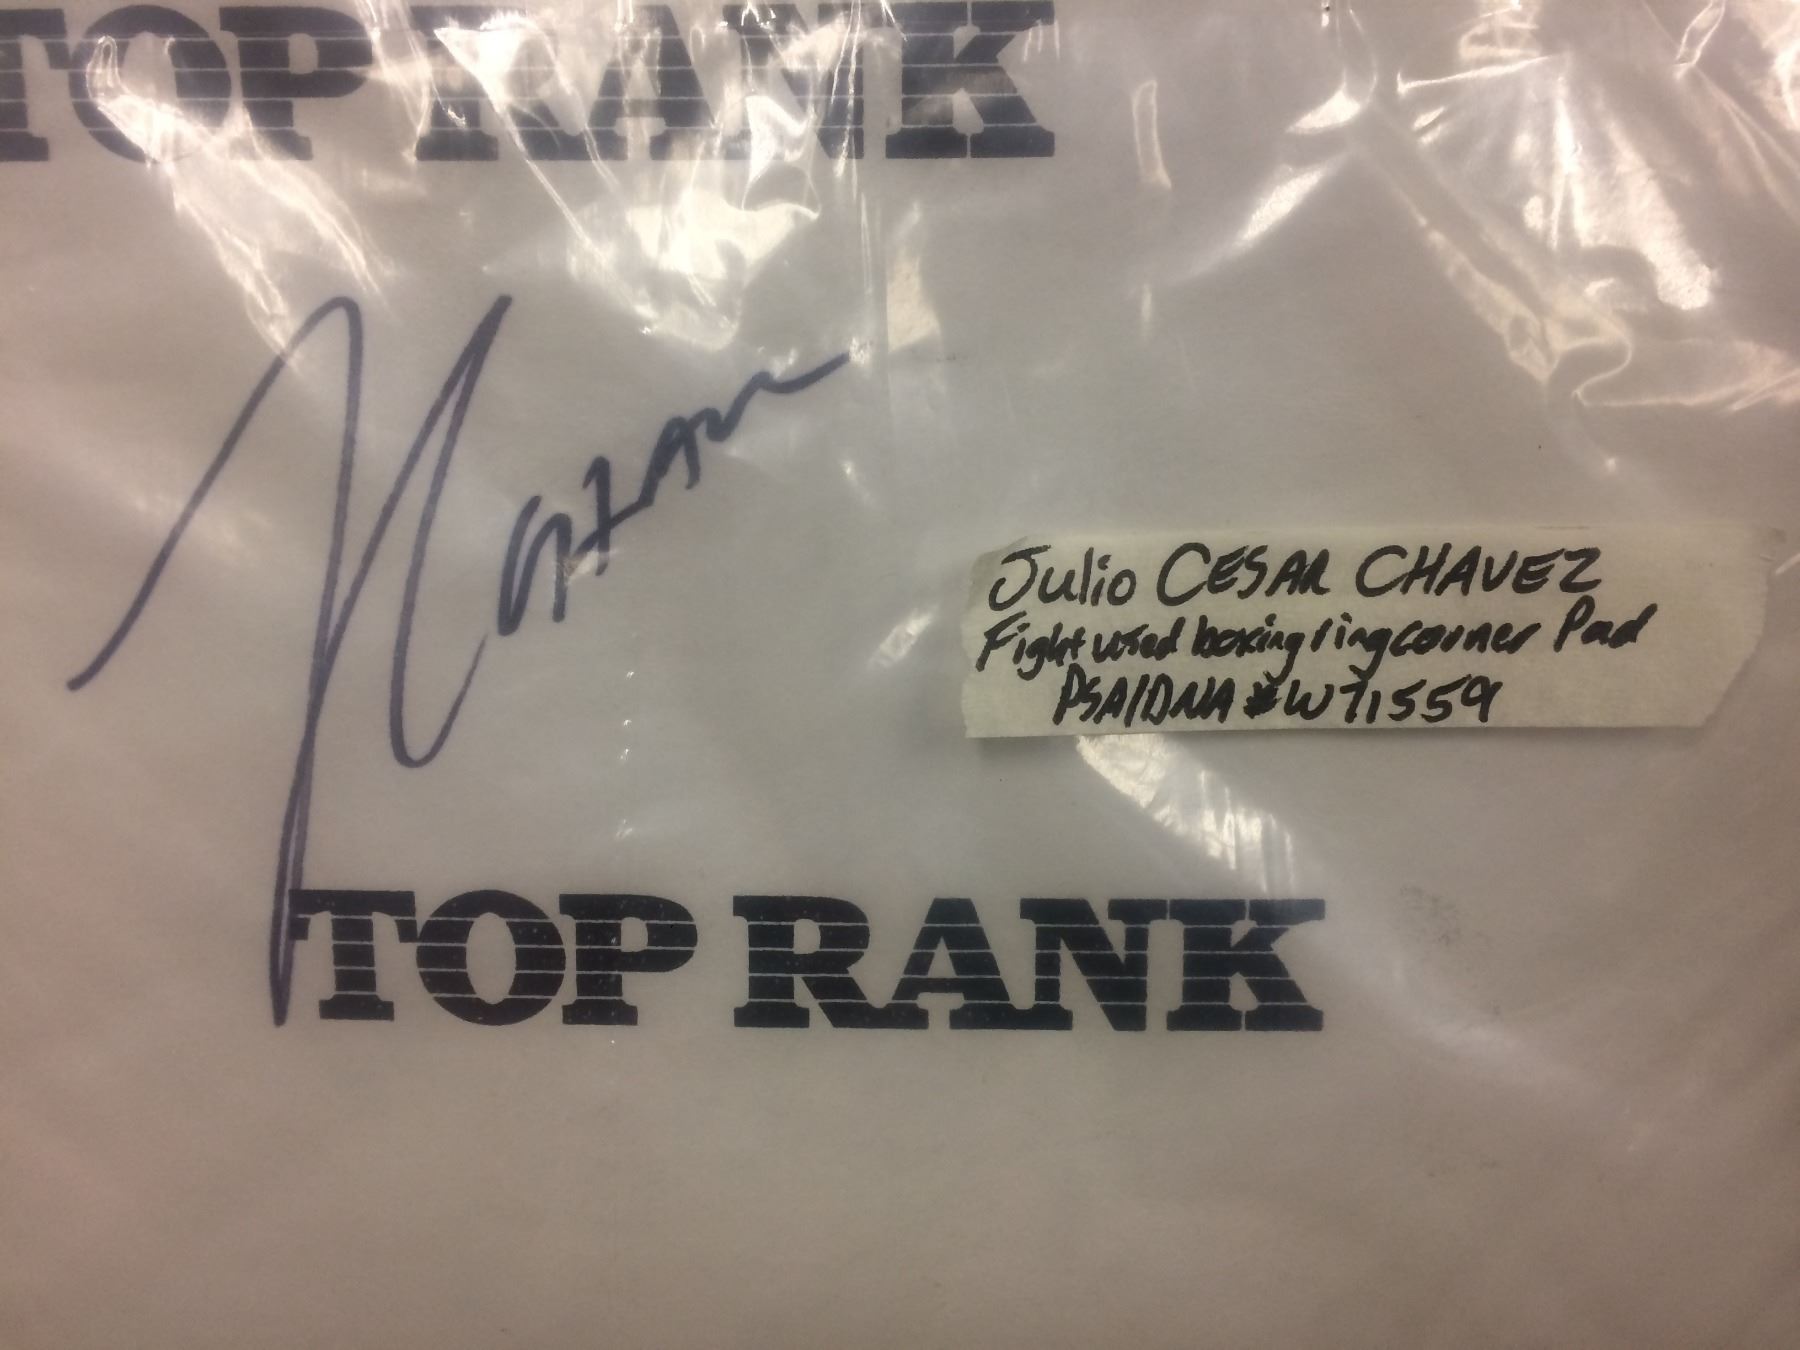 TOP RANK
Julio CESAR CHAVEZ
Fight used boxing ring corner Pad
PSA/DNA #W71559
TOP RANK